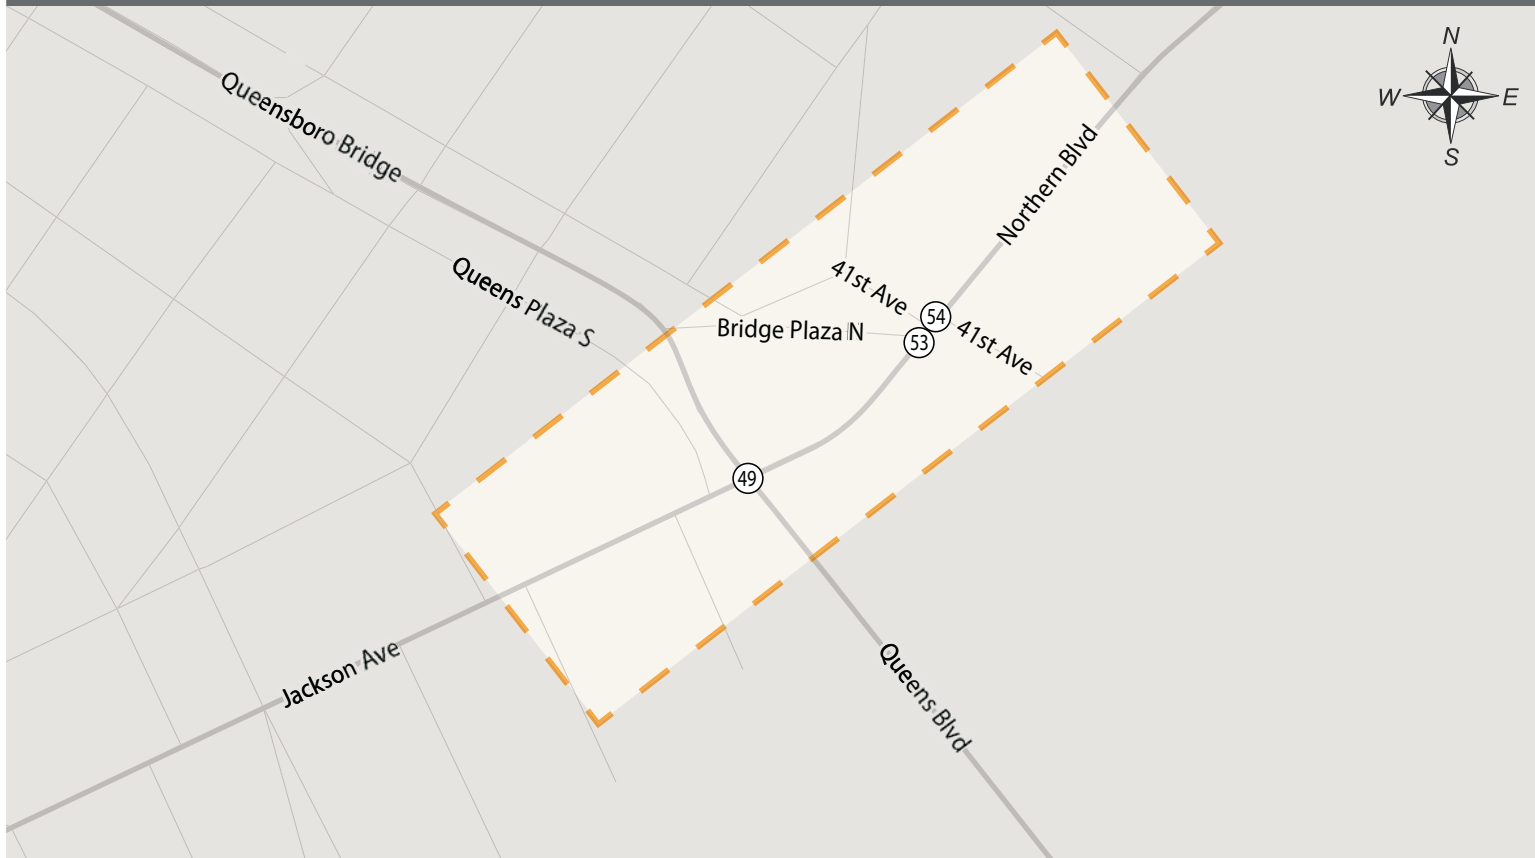 N
W
E
S
Queensboro Bridge
Northern Blvd
Queens Plaza S
41st Ave
Bridge Plaza N
54
53
41st Ave
49
Jackson Ave
Queens Blvd